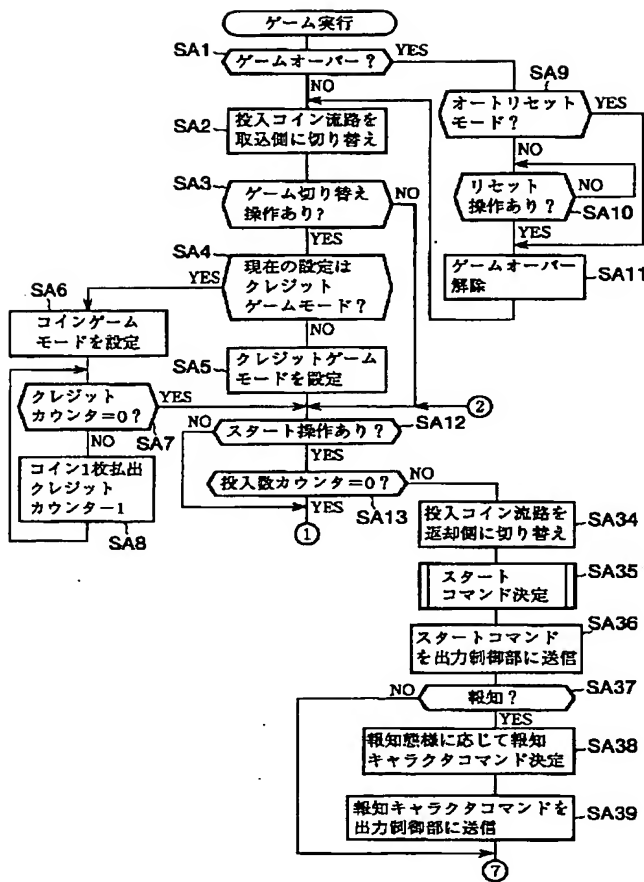 ゲーム実行
SA1
ゲームオーバー?
YES
NO
SA9
オートリセット
モード?
YES
NO
SA2
投入コイン流路を
取込側に切り替え
SA3
ゲーム切り替え
操作あり?
NO
YES
リセット
操作あり?
NO
SA10
YES
SA4
現在の設定は
クレジット
ゲームモード?
YES
NO
ゲームオーバー
解除
SA11
SA6
コインゲーム
モードを設定
SA5
クレジットゲーム
モードを設定
クレジット
カウンタ=0?
YES
SA7
NO
②
スタート操作あり?
SA12
NO
YES
コイン1枚払出
クレジット
カウンタ−1
SA8
投入数カウンタ=0?
NO
SA13
YES
①
投入コイン流路を
返却側に切り替え
SA34
スタート
コマンド決定
SA35
スタートコマンド
を出力制御部に送信
SA36
報知?
SA37
NO
YES
報知態様に応じて報知
キャラクタコマンド決定
SA38
報知キャラクタコマンドを
出力制御部に送信
SA39
⑦